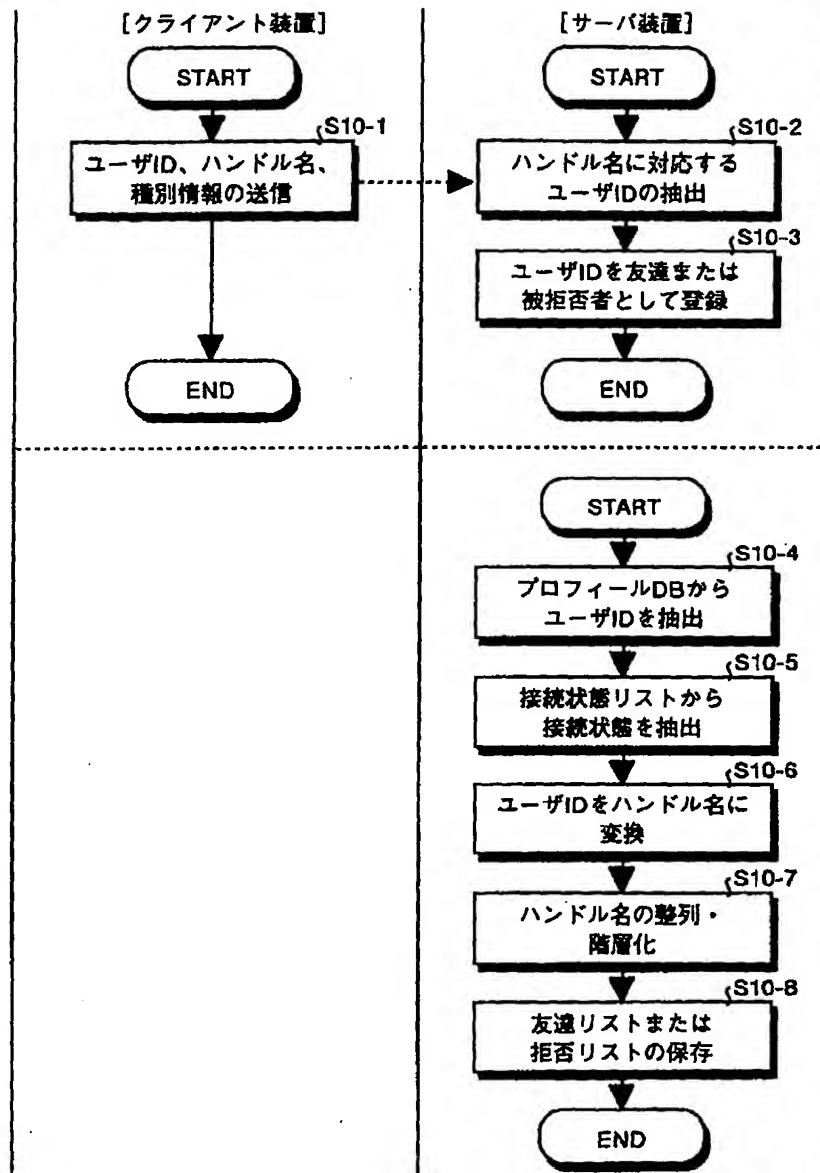 [クライアント装置]
START
S10-1
ユーザID、ハンドル名、
種別情報の送信
END
[サーバ装置]
START
S10-2
ハンドル名に対応する
ユーザIDの抽出
S10-3
ユーザIDを友達または
被拒否者として登録
END
START
S10-4
プロフィールDBから
ユーザIDを抽出
S10-5
接続状態リストから
接続状態を抽出
S10-6
ユーザIDをハンドル名に
変換
S10-7
ハンドル名の整列・
階層化
S10-8
友達リストまたは
拒否リストの保存
END